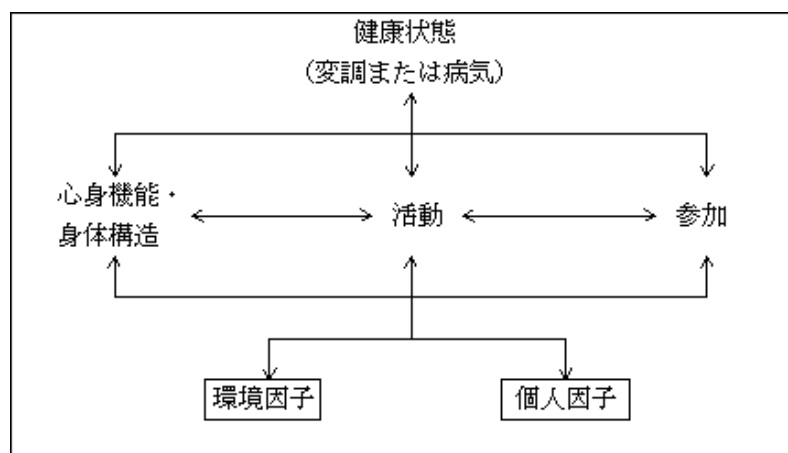 健康状態
（変調または病気）
心身機能・
身体構造
活動
参加
環境因子
個人因子